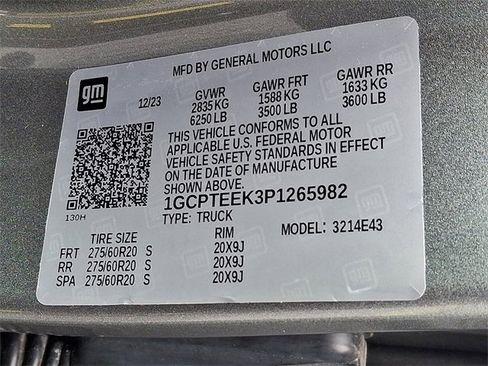 MFD BY GENERAL MOTORS LLC
gm
12/23
GVWR GAWR FRT GAWR RR
2835 KG 1588 KG 1633 KG
6250 LB 3500 LB 3600 LB
THIS VEHICLE CONFORMS TO ALL
APPLICABLE U.S. FEDERAL MOTOR
VEHICLE SAFETY STANDARDS IN EFFECT
ON THE DATE OF MANUFACTURE
SHOWN ABOVE.
1GCPTEEK3P1265982
130H
TYPE: TRUCK
TIRE SIZE RIM MODEL: 3214E43
FRT 275/60R20 S 20X9J
RR 275/60R20 S 20X9J
SPA 275/60R20 S 20X9J